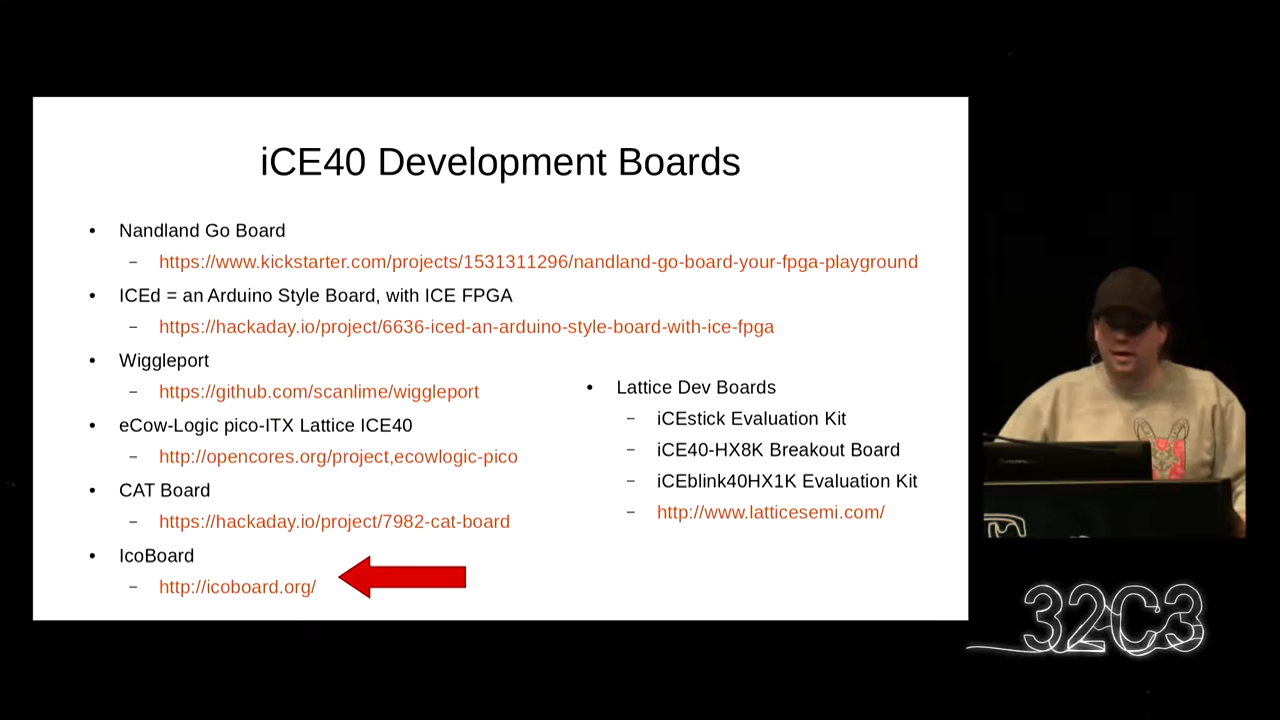 iCE40 Development Boards
• Nandland Go Board
– https://www.kickstarter.com/projects/1531311296/nandland-go-board-your-fpga-playground
• ICEd = an Arduino Style Board, with ICE FPGA
– https://hackaday.io/project/6636-iced-an-arduino-style-board-with-ice-fpga
• Wiggleport
– https://github.com/scanlime/wiggleport
• eCow-Logic pico-ITX Lattice ICE40
– http://opencores.org/project,ecowlogic-pico
• CAT Board
– https://hackaday.io/project/7982-cat-board
• IcoBoard
– http://icoboard.org/
• Lattice Dev Boards
– iCEstick Evaluation Kit
– iCE40-HX8K Breakout Board
– iCEblink40HX1K Evaluation Kit
– http://www.latticesemi.com/
32C3